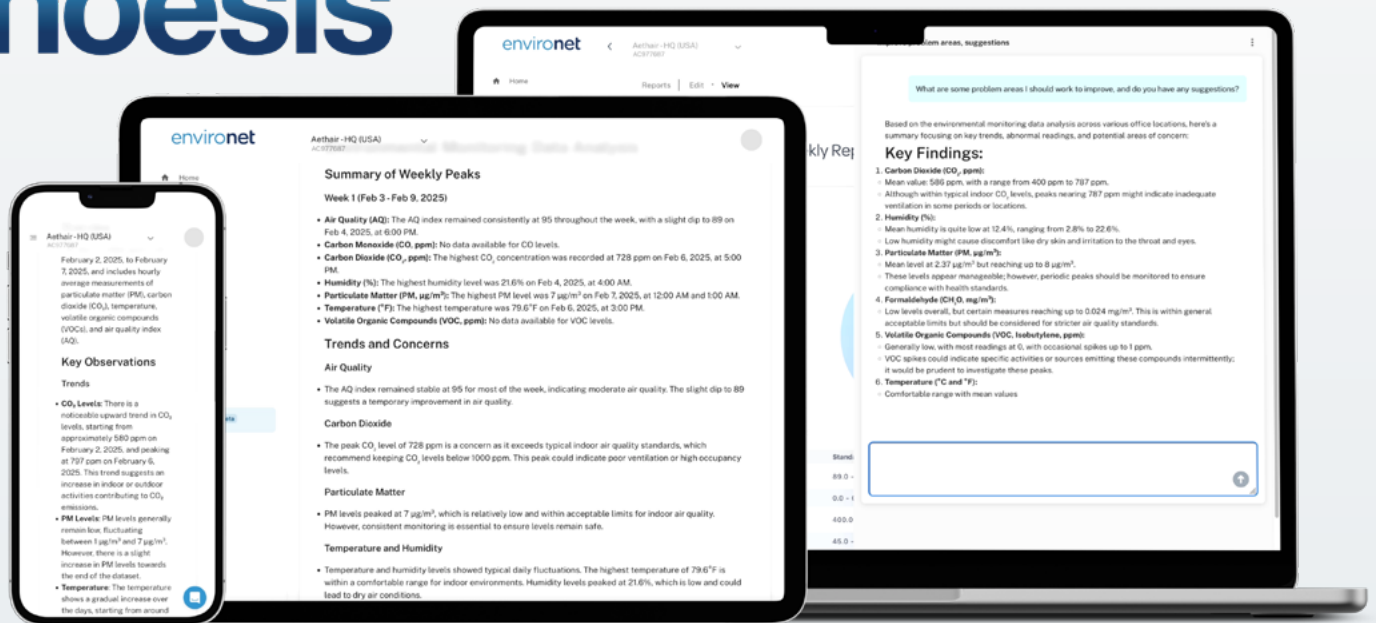 noesis
environet
Aethair - HQ (USA)
AC977687
Home
Reports | Edit · View
kly Rep
Stand
89.0 -
0.0 -
400.0
45.0 -
em areas, suggestions
What are some problem areas I should work to improve, and do you have any suggestions?
Based on the environmental monitoring data analysis across various office locations, here's a
summary focusing on key trends, abnormal readings, and potential areas of concern:
Key Findings:
1. Carbon Dioxide (CO₂, ppm):
Mean value: 586 ppm, with a range from 400 ppm to 787 ppm.
Although within typical indoor CO₂ levels, peaks nearing 787 ppm might indicate inadequate
ventilation in some periods or locations.
2. Humidity (%):
Mean humidity is quite low at 12.4%, ranging from 2.8% to 22.6%.
Low humidity might cause discomfort like dry skin and irritation to the throat and eyes.
3. Particulate Matter (PM, µg/m³):
Mean level at 2.37 µg/m³ but reaching up to 8 µg/m³.
These levels appear manageable; however, periodic peaks should be monitored to ensure
compliance with health standards.
4. Formaldehyde (CH₂O, mg/m³):
Low levels overall, but certain measures reaching up to 0.024 mg/m³. This is within general
acceptable limits but should be considered for stricter air quality standards.
5. Volatile Organic Compounds (VOC, Isobutylene, ppm):
Generally low, with most readings at 0, with occasional spikes up to 1 ppm.
VOC spikes could indicate specific activities or sources emitting these compounds intermittently;
it would be prudent to investigate these peaks.
6. Temperature (°C and °F):
Comfortable range with mean values
environet
Aethair - HQ (USA)
AC977687
Home
Environmental Monitoring Data Analysis
Summary of Weekly Peaks
Week 1 (Feb 3 - Feb 9, 2025)
• Air Quality (AQ): The AQ index remained consistently at 95 throughout the week, with a slight dip to 89 on
Feb 4, 2025, at 6:00 PM.
• Carbon Monoxide (CO, ppm): No data available for CO levels.
• Carbon Dioxide (CO₂, ppm): The highest CO₂ concentration was recorded at 728 ppm on Feb 6, 2025, at 5:00
PM.
• Humidity (%): The highest humidity level was 21.6% on Feb 4, 2025, at 4:00 AM.
• Particulate Matter (PM, µg/m³): The highest PM level was 7 µg/m³ on Feb 7, 2025, at 12:00 AM and 1:00 AM.
• Temperature (°F): The highest temperature was 79.6°F on Feb 6, 2025, at 3:00 PM.
• Volatile Organic Compounds (VOC, ppm): No data available for VOC levels.
Trends and Concerns
Air Quality
• The AQ index remained stable at 95 for most of the week, indicating moderate air quality. The slight dip to 89
suggests a temporary improvement in air quality.
Carbon Dioxide
• The peak CO₂ level of 728 ppm is a concern as it exceeds typical indoor air quality standards, which
recommend keeping CO₂ levels below 1000 ppm. This peak could indicate poor ventilation or high occupancy
levels.
Particulate Matter
• PM levels peaked at 7 µg/m³, which is relatively low and within acceptable limits for indoor air quality.
However, consistent monitoring is essential to ensure levels remain safe.
Temperature and Humidity
• Temperature and humidity levels showed typical daily fluctuations. The highest temperature of 79.6°F is
within a comfortable range for indoor environments. Humidity levels peaked at 21.6%, which is low and could
lead to dry air conditions.
Aethair - HQ (USA)
AC977687
February 2, 2025, to February
7, 2025, and includes hourly
average measurements of
particulate matter (PM), carbon
dioxide (CO₂), temperature,
volatile organic compounds
(VOCs), and air quality index
(AQ).
Key Observations
Trends
• CO₂ Levels: There is a
noticeable upward trend in CO₂
levels, starting from
approximately 580 ppm on
February 2, 2025, and peaking
at 797 ppm on February 6,
2025. This trend suggests an
increase in indoor or outdoor
activities contributing to CO₂
emissions.
• PM Levels: PM levels generally
remain low, fluctuating
between 1 µg/m³ and 7 µg/m³.
However, there is a slight
increase in PM levels towards
the end of the dataset.
• Temperature: The temperature
shows a gradual increase over
the days, starting from around